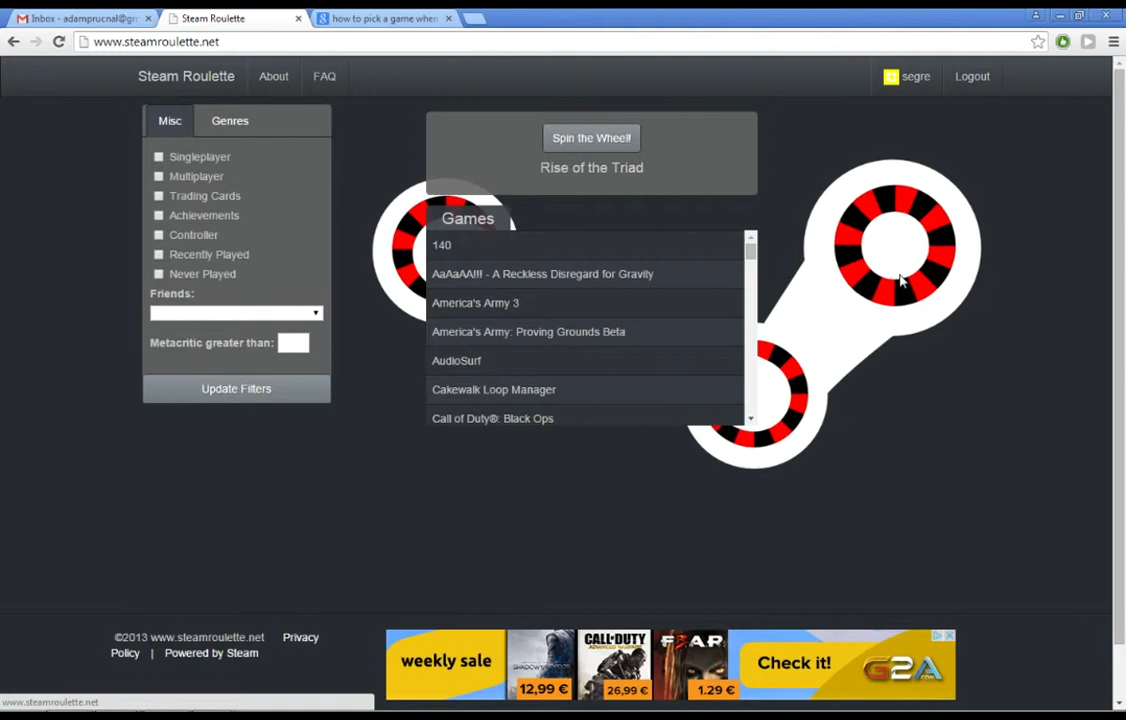 Inbox - adamprucnal@gm
Steam Roulette
how to pick a game when
www.steamroulette.net
Steam Roulette
About
FAQ
segre
Logout
Misc
Genres
Singleplayer
Multiplayer
Trading Cards
Achievements
Controller
Recently Played
Never Played
Friends:
Metacritic greater than:
Update Filters
Spin the Wheel!
Rise of the Triad
Games
140
AaAaAA!!! - A Reckless Disregard for Gravity
America's Army 3
America's Army: Proving Grounds Beta
AudioSurf
Cakewalk Loop Manager
Call of Duty®: Black Ops
©2013 www.steamroulette.net Privacy
Policy | Powered by Steam
weekly sale
SHADOW
12,99 €
CALL DUTY
26,99 €
FEAR
1.29 €
Check it!
G2A
.COM
www.steamroulette.net